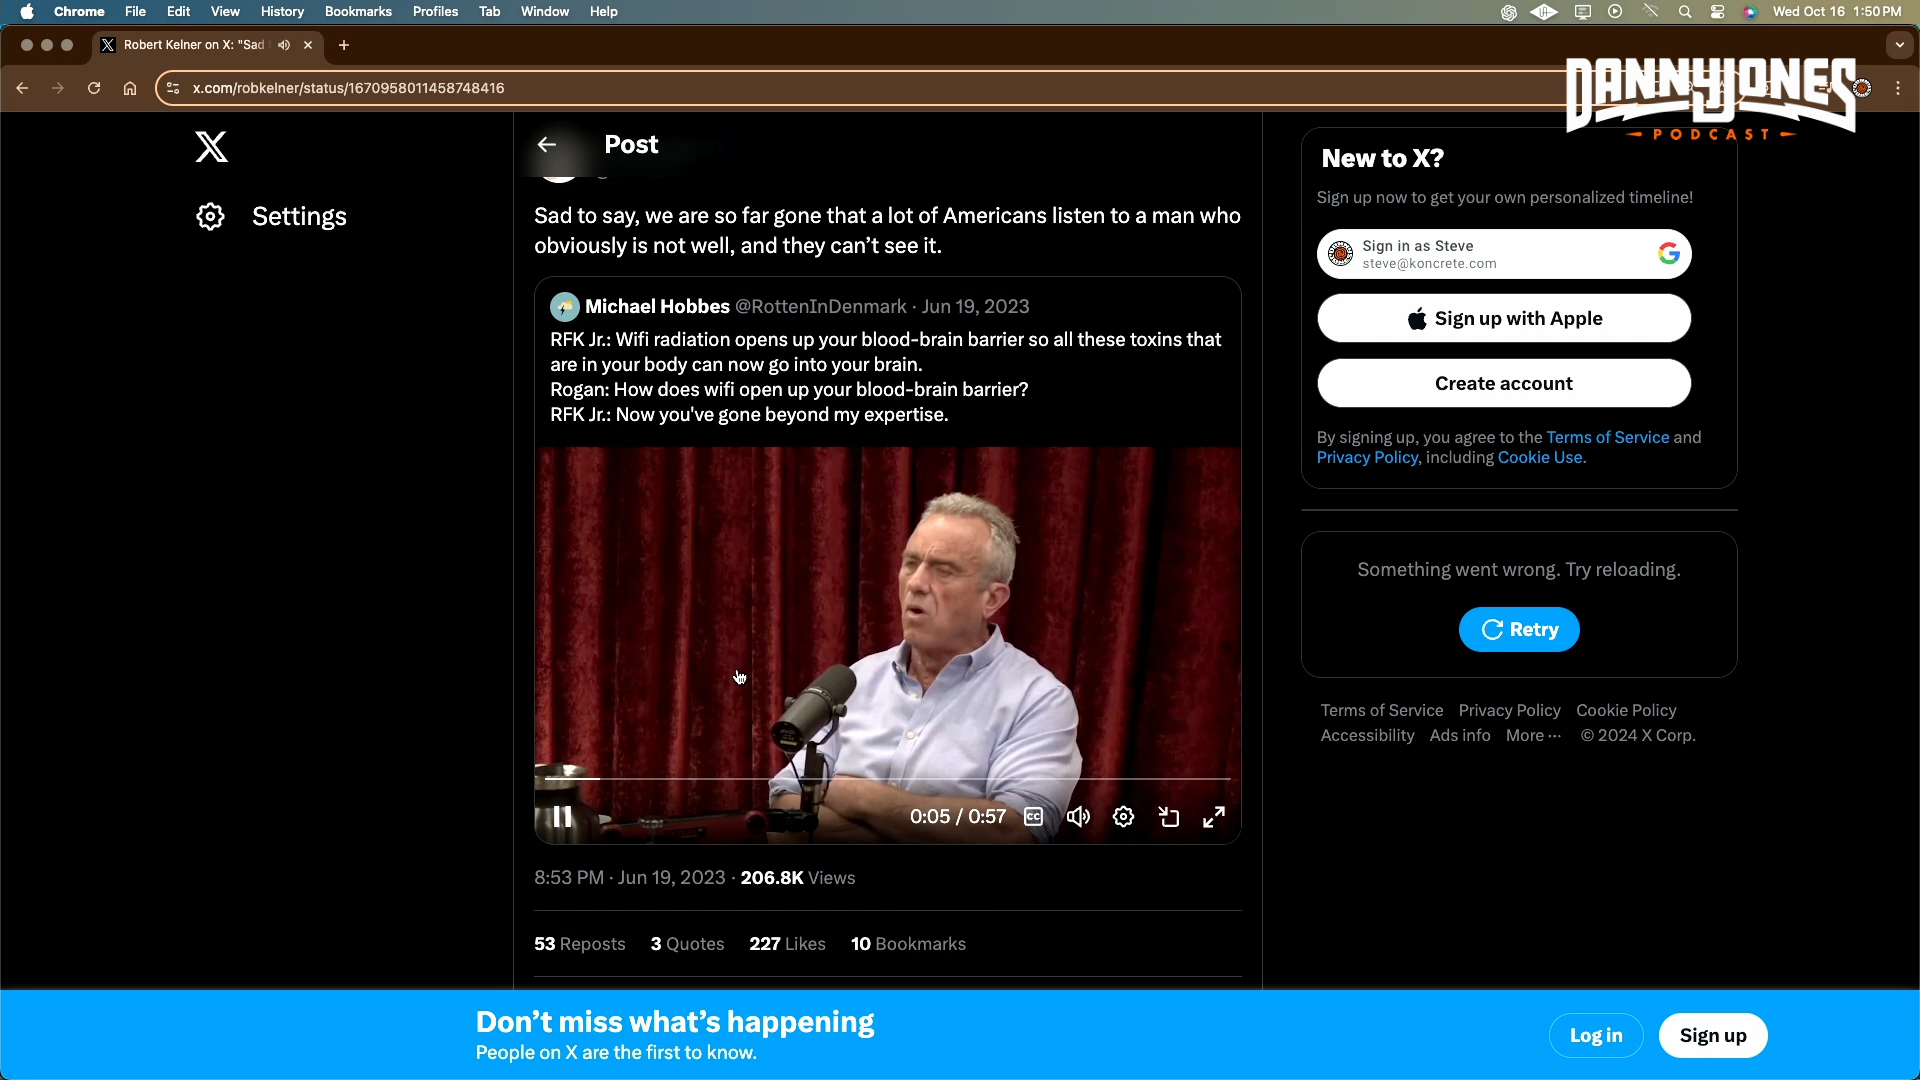 Chrome File Edit View History Bookmarks Profiles Tab Window Help
Wed Oct 16 1:50 PM
Robert Kelner on X: "Sad
x.com/robkelner/status/1670958011458748416
DANNY JONES
PODCAST
X
Settings
Post
Sad to say, we are so far gone that a lot of Americans listen to a man who
obviously is not well, and they can't see it.
Michael Hobbes @RottenInDenmark · Jun 19, 2023
RFK Jr.: Wifi radiation opens up your blood-brain barrier so all these toxins that
are in your body can now go into your brain.
Rogan: How does wifi open up your blood-brain barrier?
RFK Jr.: Now you've gone beyond my expertise.
0:05 / 0:57
CC
8:53 PM · Jun 19, 2023 · 206.8K Views
53 Reposts 3 Quotes 227 Likes 10 Bookmarks
New to X?
Sign up now to get your own personalized timeline!
Sign in as Steve
steve@koncrete.com
Sign up with Apple
Create account
By signing up, you agree to the Terms of Service and
Privacy Policy, including Cookie Use.
Something went wrong. Try reloading.
Retry
Terms of Service Privacy Policy Cookie Policy
Accessibility Ads info More ··· © 2024 X Corp.
Don't miss what's happening
People on X are the first to know.
Log in
Sign up